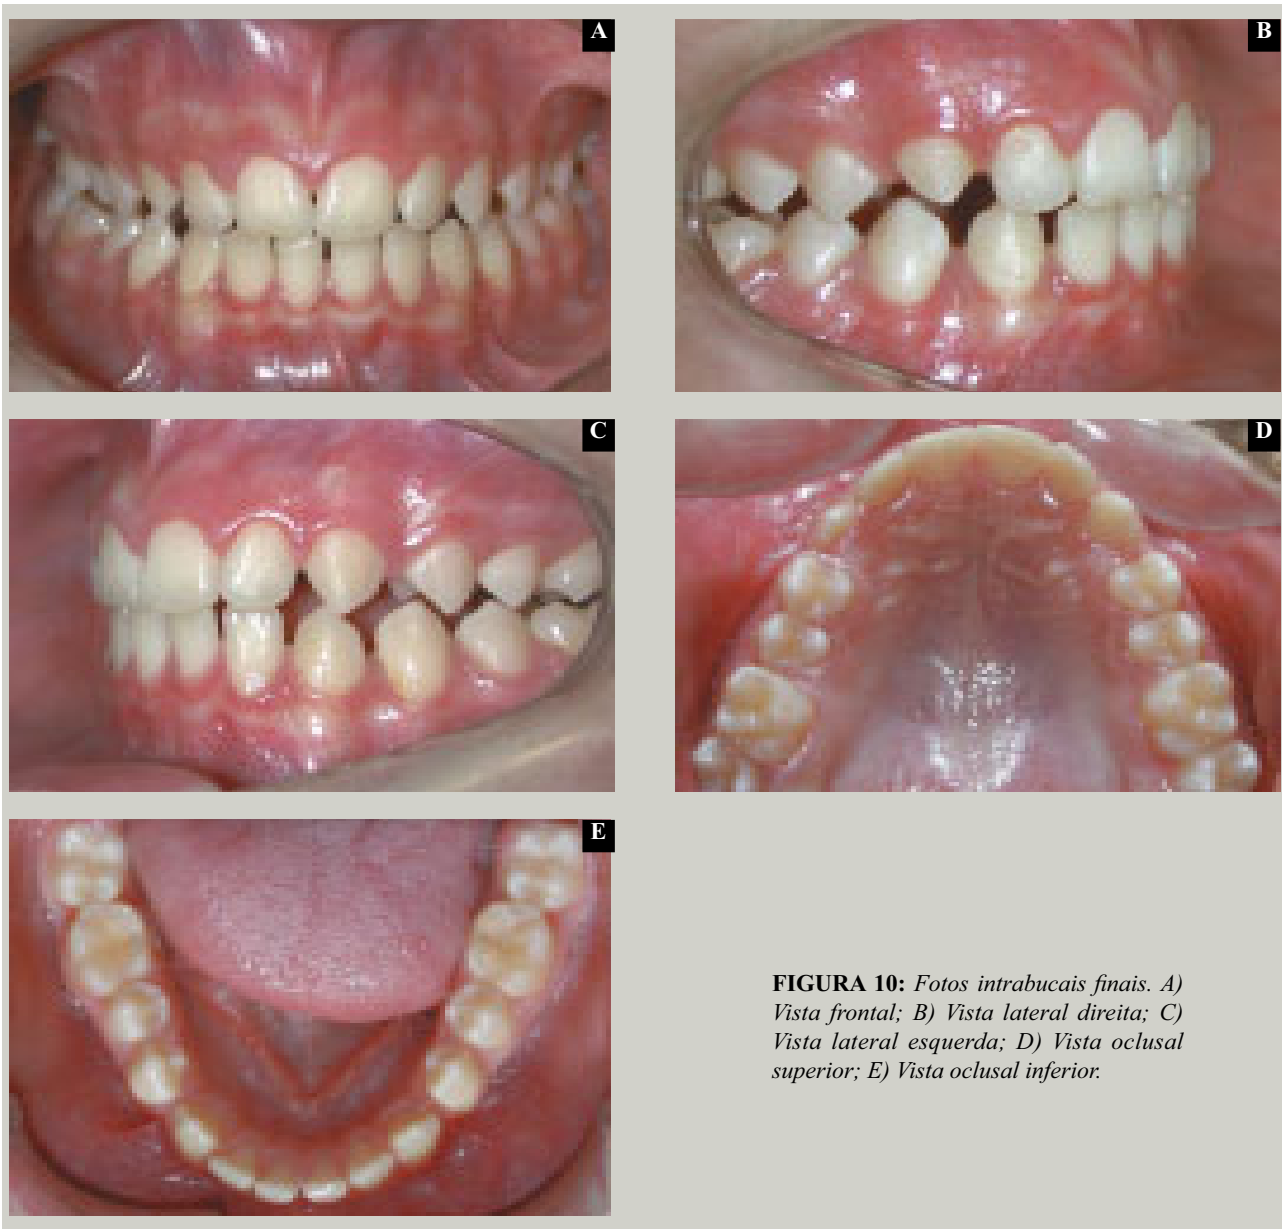 A
B
C
D
E
FIGURA 10: Fotos intrabucais finais. A)
Vista frontal; B) Vista lateral direita; C)
Vista lateral esquerda; D) Vista oclusal
superior; E) Vista oclusal inferior.